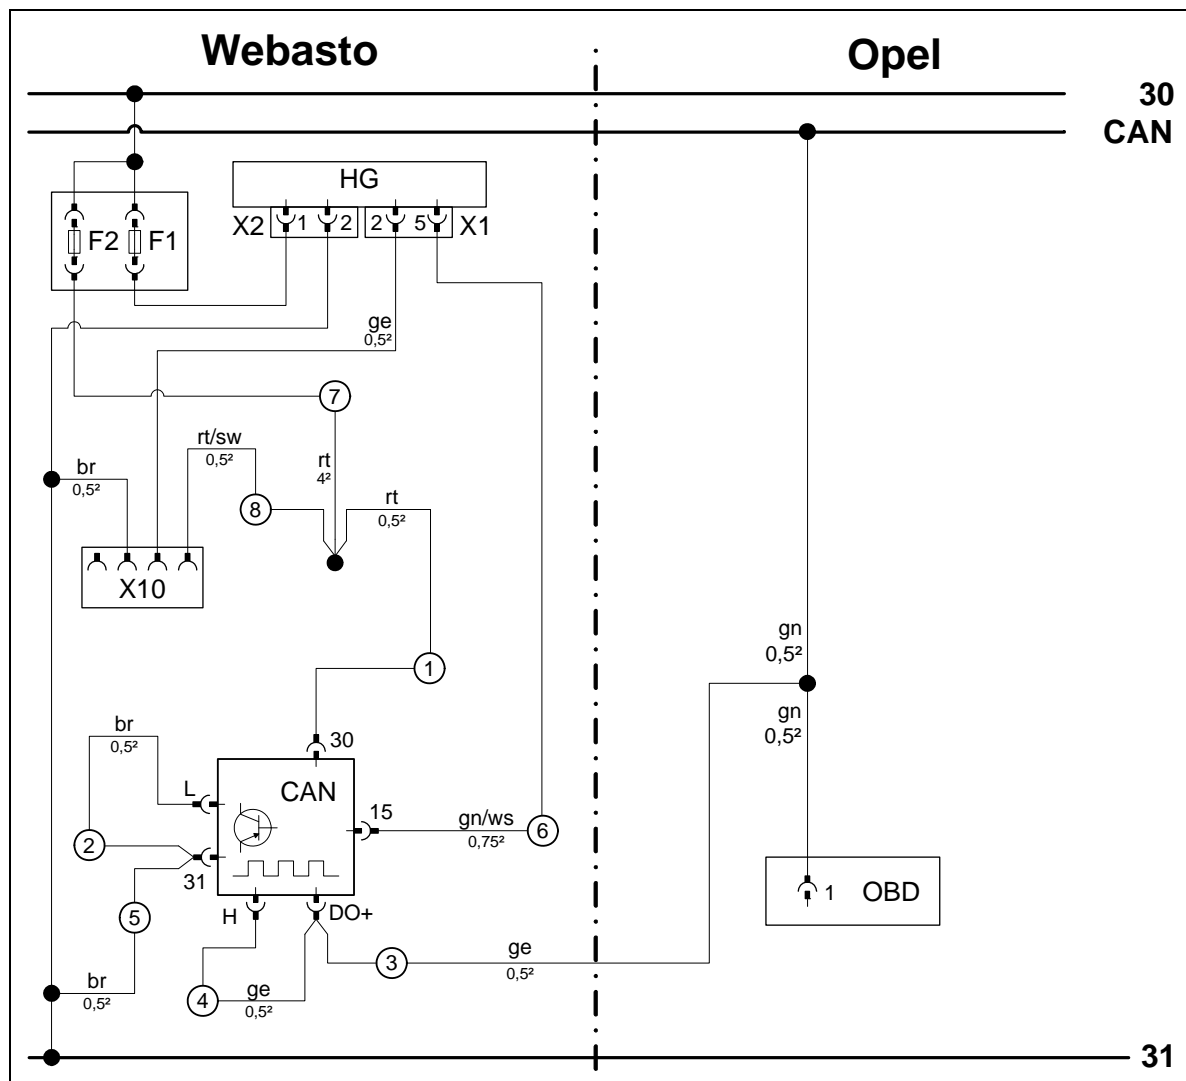 Webasto
Opel
30
CAN
HG
X2 1 2 2 5 X1
F2 F1
ge
0,5²
7
rt/sw
0,5²
rt
4²
br
0,5²
8
rt
0,5²
X10
1
gn
0,5²
gn
0,5²
br
0,5²
30
L
CAN
15
gn/ws
0,75²
6
2
31
1 OBD
5
H
DO+
3
ge
0,5²
br
0,5²
4
ge
0,5²
31